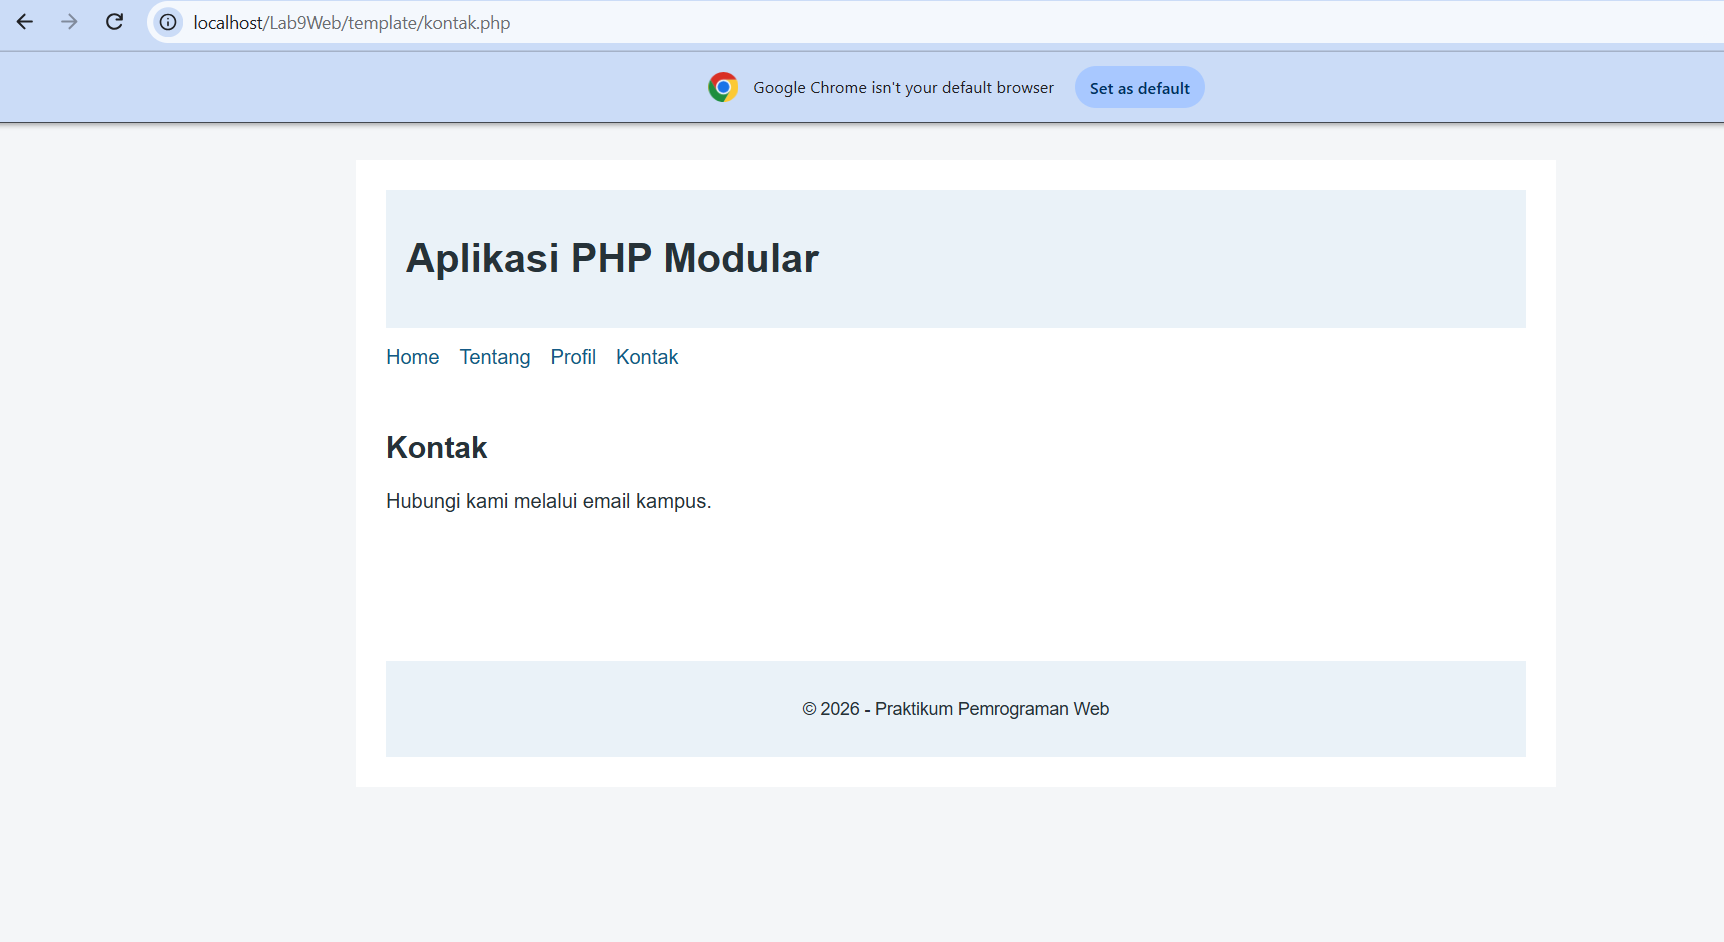 localhost/Lab9Web/template/kontak.php
Google Chrome isn't your default browser Set as default
Aplikasi PHP Modular
Home Tentang Profil Kontak
Kontak
Hubungi kami melalui email kampus.
© 2026 - Praktikum Pemrograman Web